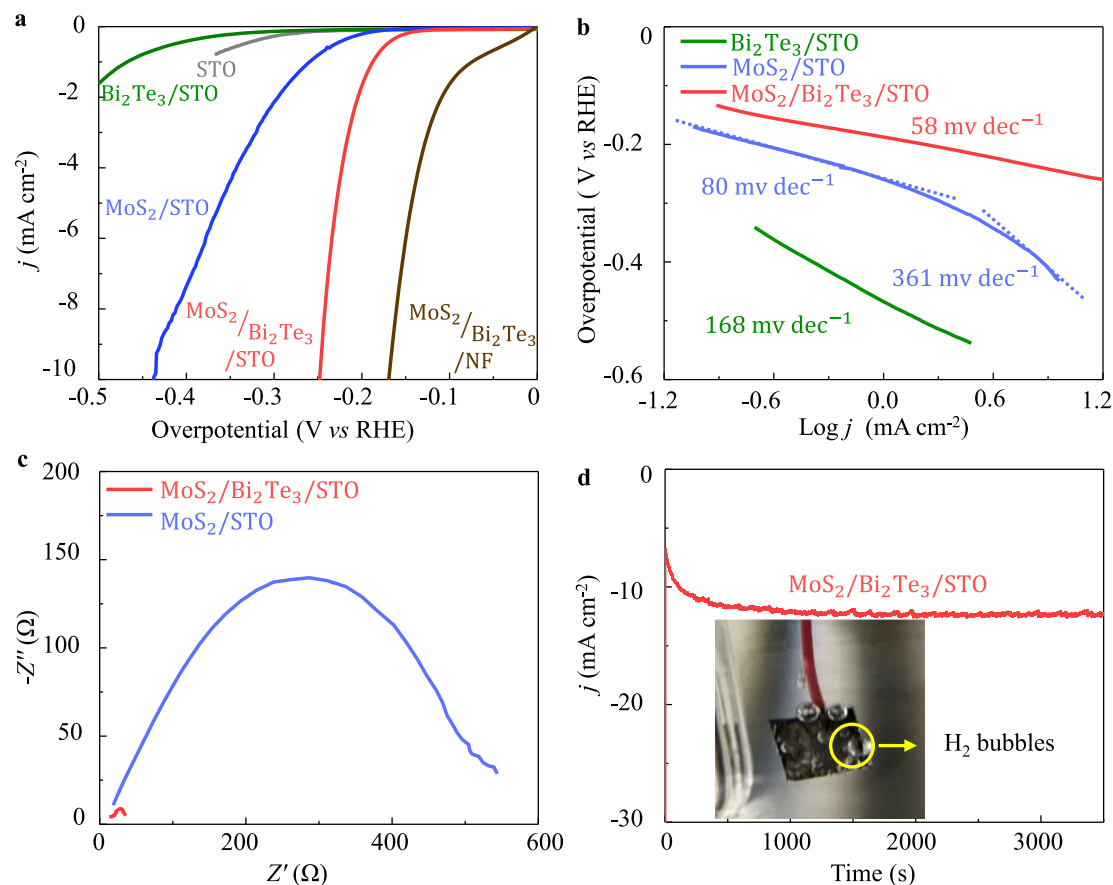 a
0
-2
-4
-6
-8
-10
j (mA cm⁻²)
STO
Bi₂Te₃/STO
MoS₂/STO
MoS₂/Bi₂Te₃
/STO
MoS₂/Bi₂Te₃
/NF
-0.5 -0.4 -0.3 -0.2 -0.1 0
Overpotential (V vs RHE)
b
0
-0.2
-0.4
-0.6
Overpotential ( V vs RHE)
Bi₂Te₃/STO
MoS₂/STO
MoS₂/Bi₂Te₃/STO
58 mv dec⁻¹
80 mv dec⁻¹
361 mv dec⁻¹
168 mv dec⁻¹
-1.2 -0.6 0.0 0.6 1.2
Log j (mA cm⁻²)
c
200
150
100
50
0
-Z″ (Ω)
MoS₂/Bi₂Te₃/STO
MoS₂/STO
0 200 400 600
Z′ (Ω)
d
0
-10
-20
-30
j (mA cm⁻²)
MoS₂/Bi₂Te₃/STO
H₂ bubbles
0 1000 2000 3000
Time (s)